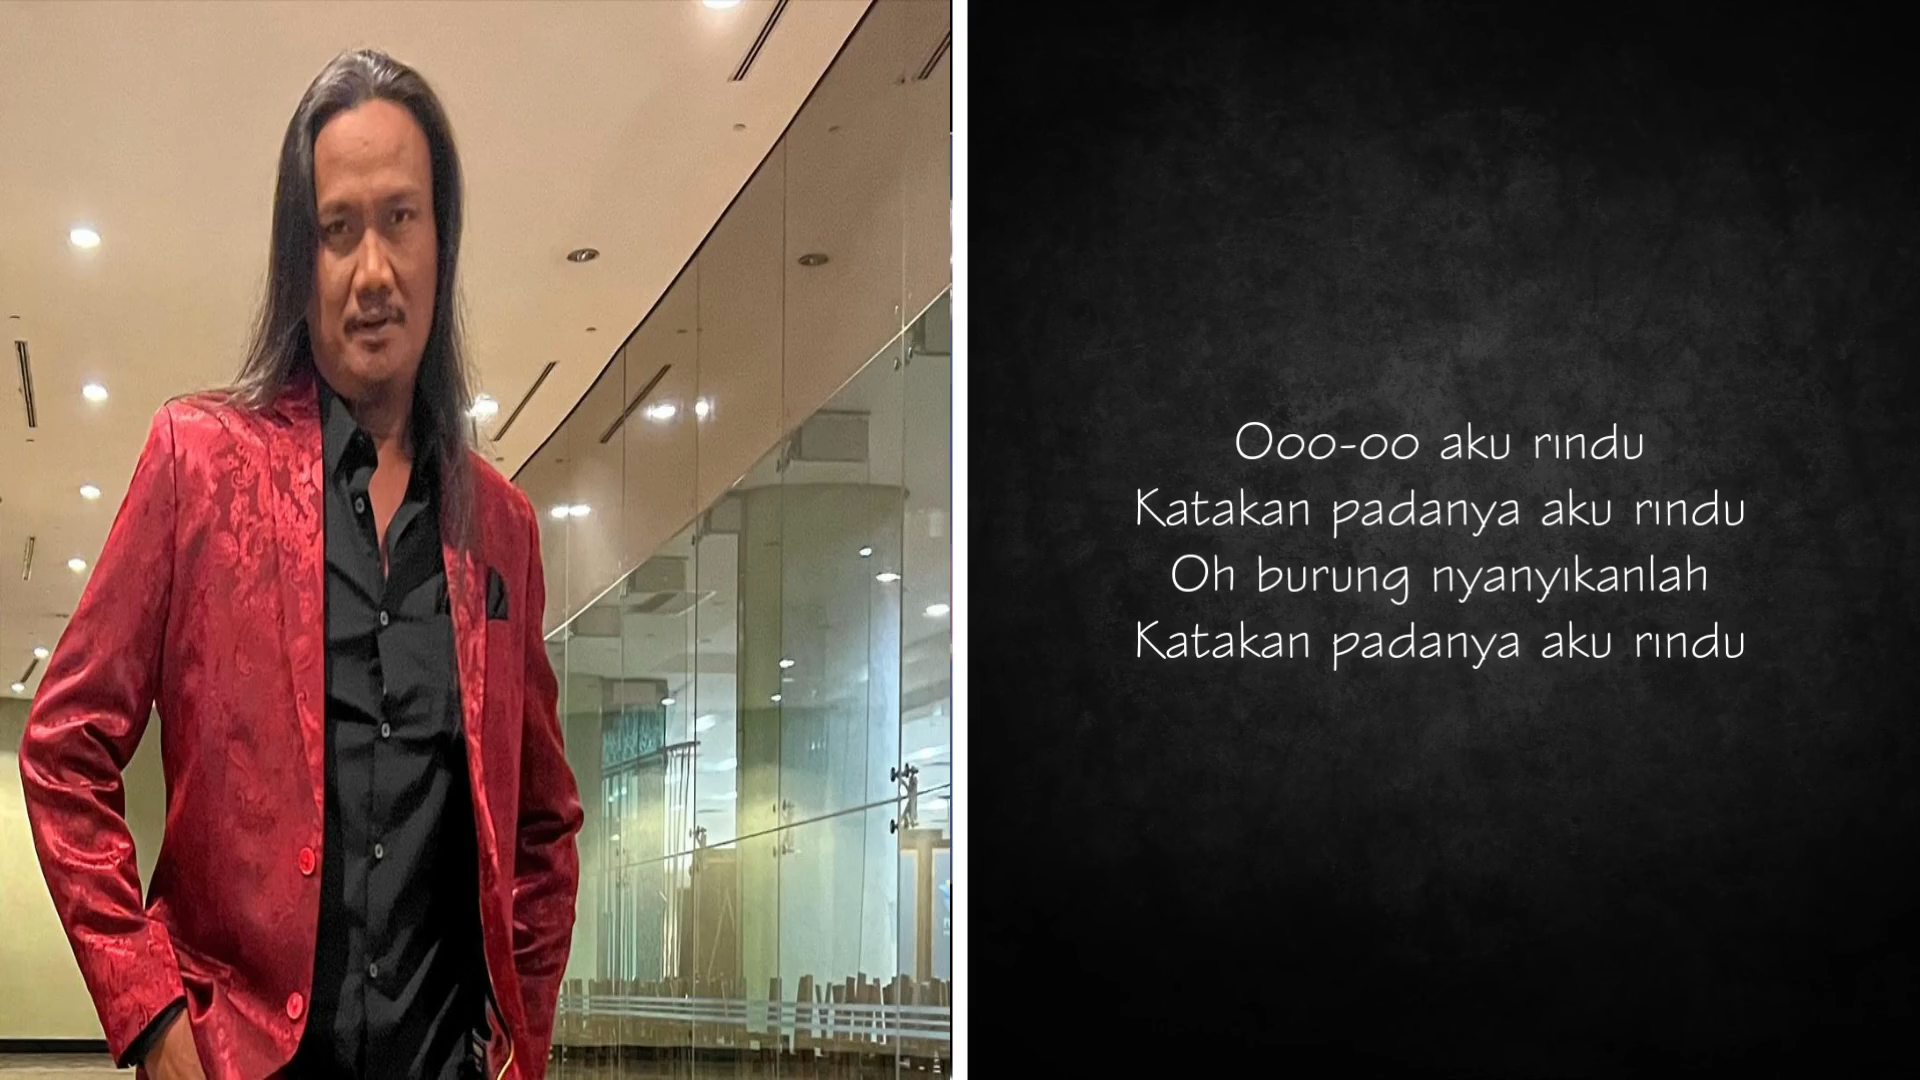 Ooo-oo aku rindu
Katakan padanya aku rindu
Oh burung nyanyikanlah
Katakan padanya aku rindu